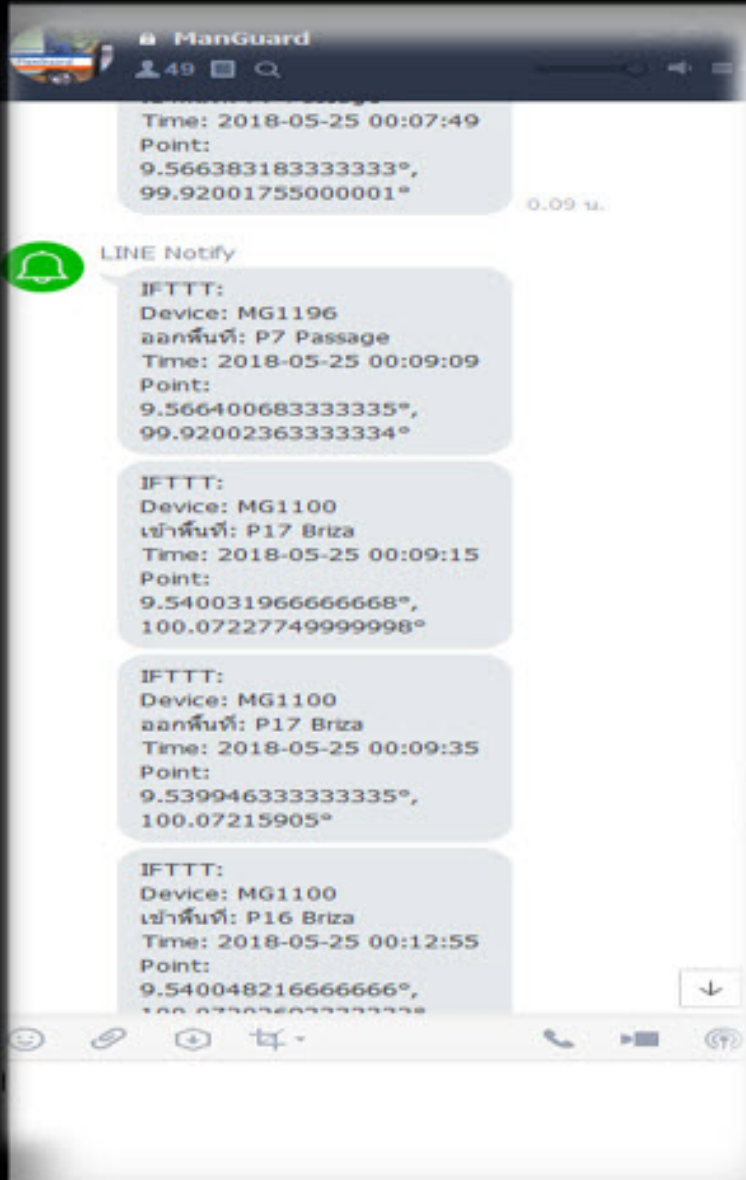 ManGuard
49
Time: 2018-05-25 00:07:49
Point:
9.566383183333333°,
99.92001755000001°
0.09 น.
LINE Notify
IFTTT:
Device: MG1196
ออกพื้นที่: P7 Passage
Time: 2018-05-25 00:09:09
Point:
9.566400683333335°,
99.92002363333334°
IFTTT:
Device: MG1100
เข้าพื้นที่: P17 Briza
Time: 2018-05-25 00:09:15
Point:
9.540031966666668°,
100.07227749999998°
IFTTT:
Device: MG1100
ออกพื้นที่: P17 Briza
Time: 2018-05-25 00:09:35
Point:
9.539946333333335°,
100.07215905°
IFTTT:
Device: MG1100
เข้าพื้นที่: P16 Briza
Time: 2018-05-25 00:12:55
Point:
9.540048216666666°,